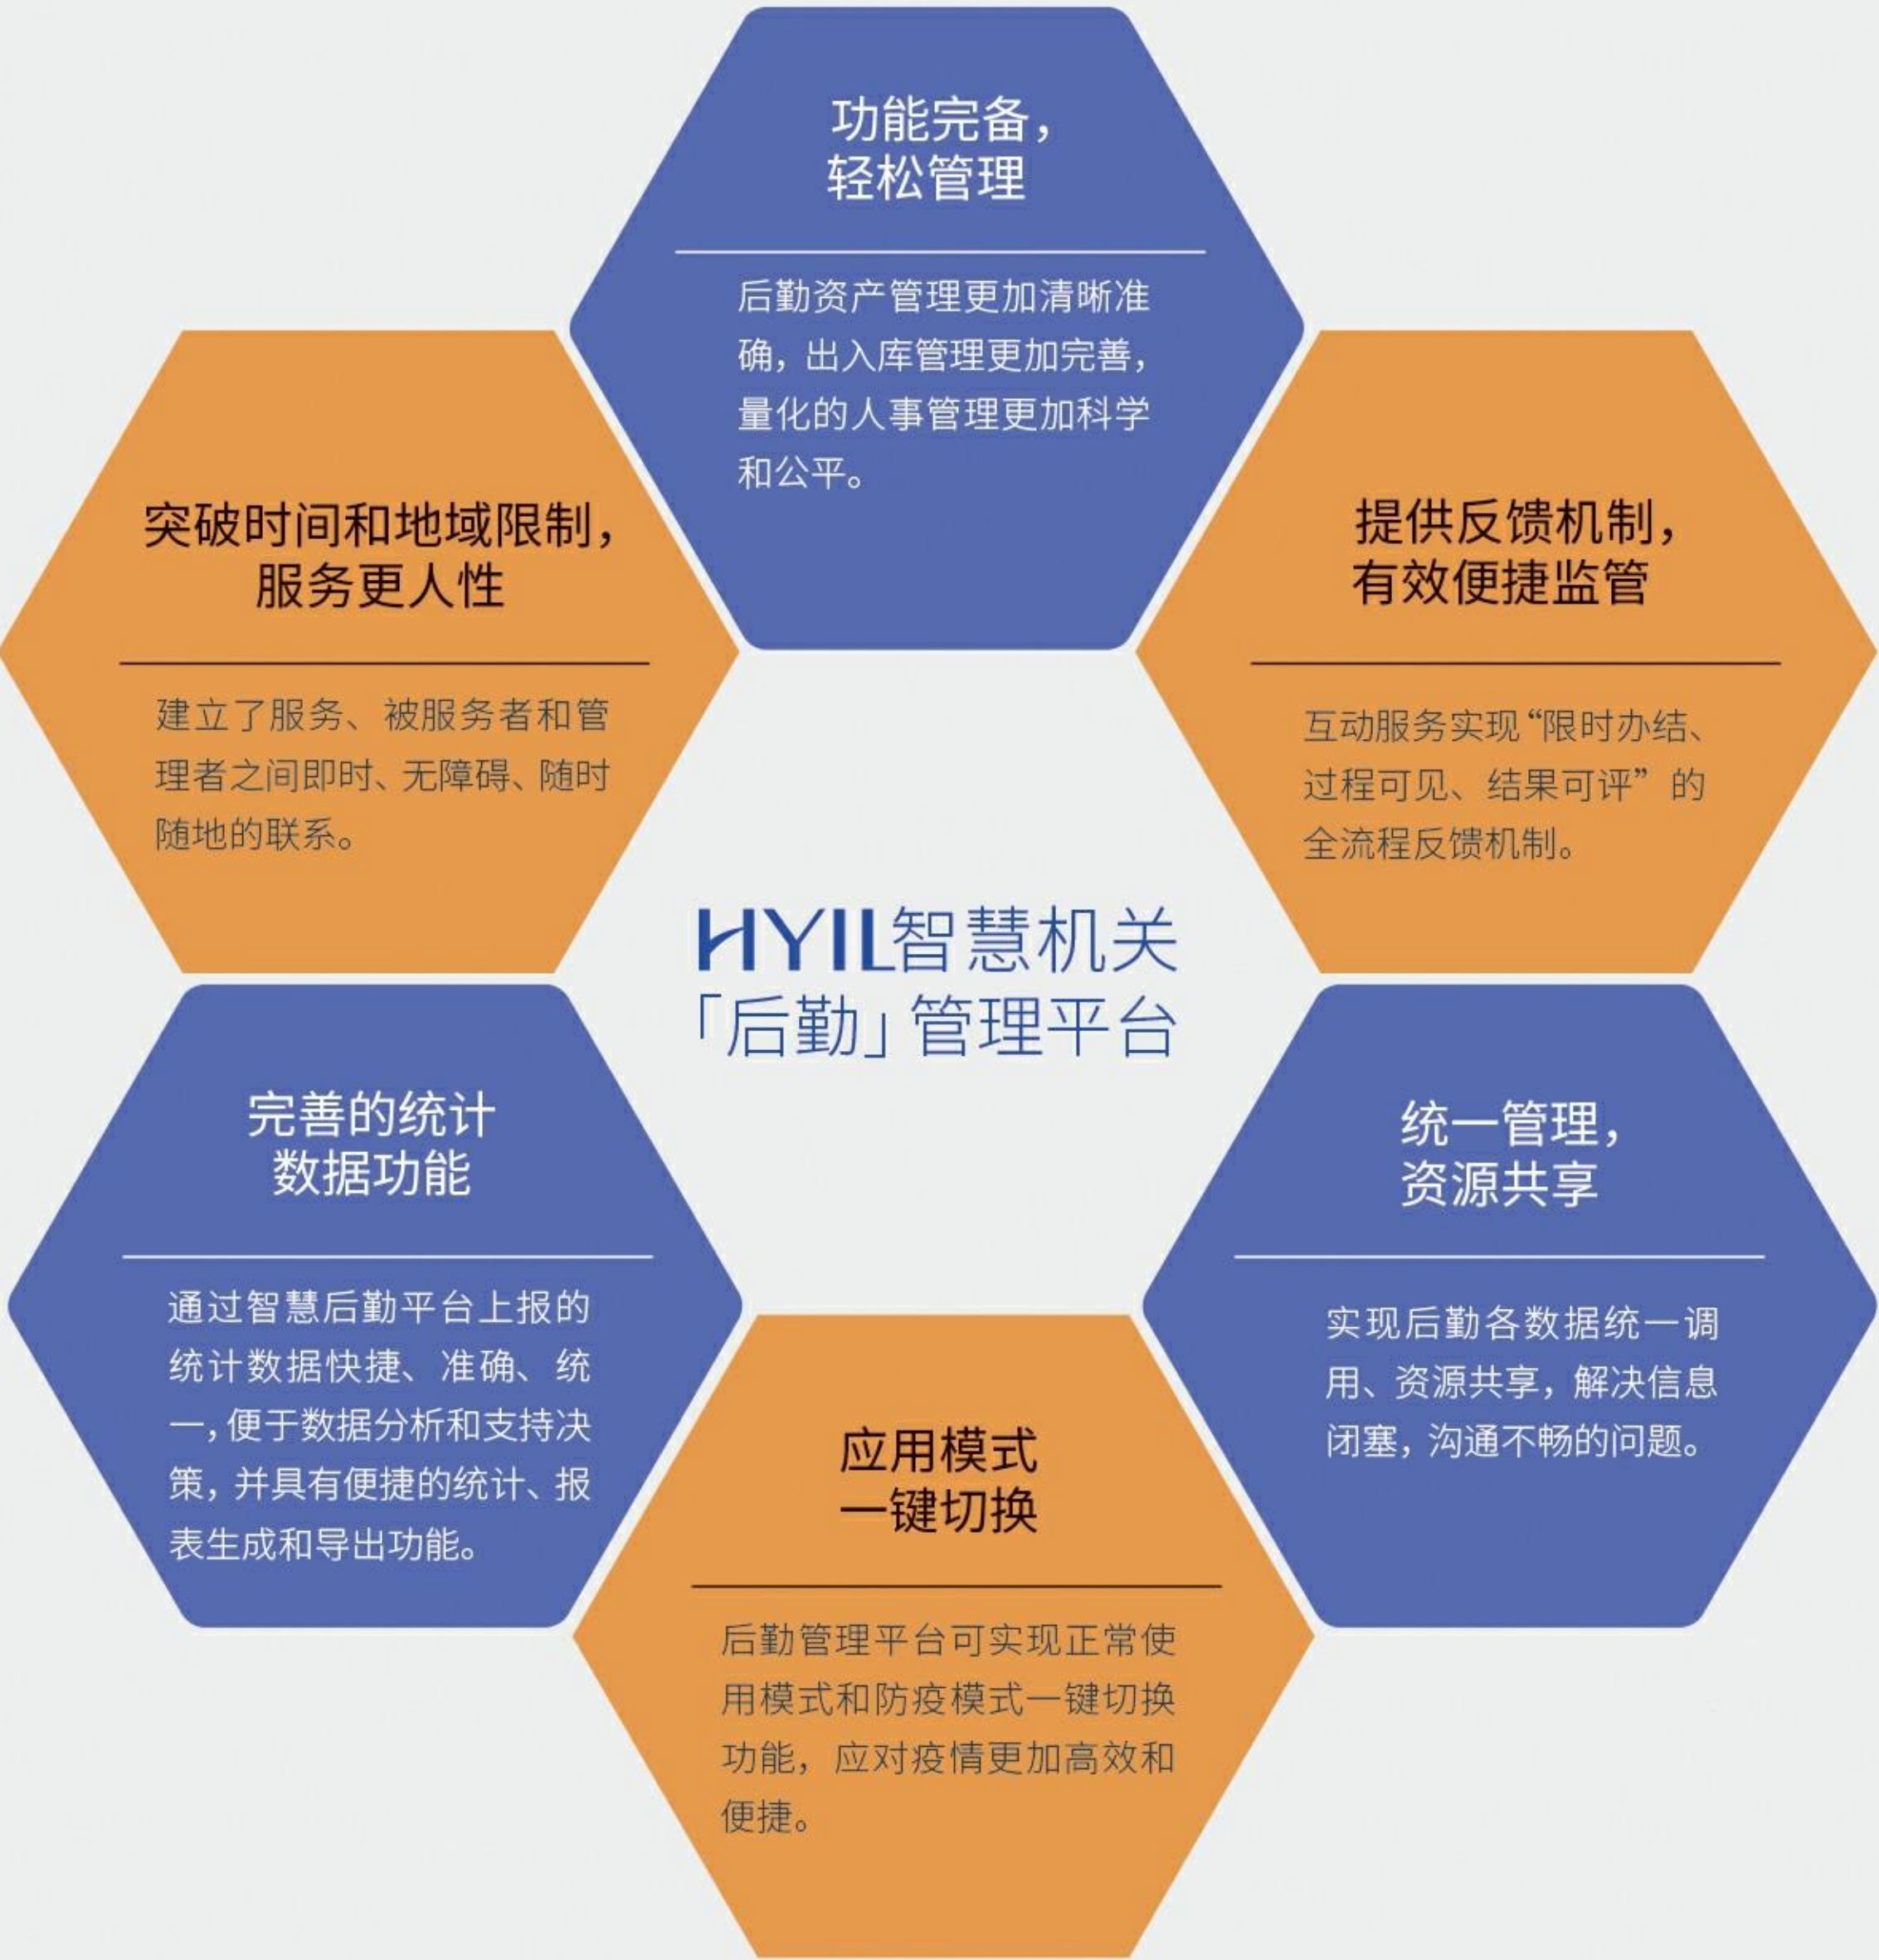 功能完备，
轻松管理
后勤资产管理更加清晰准
确，出入库管理更加完善，
量化的人事管理更加科学
和公平。
突破时间和地域限制，
服务更人性
建立了服务、被服务者和管
理者之间即时、无障碍、随时
随地的联系。
提供反馈机制，
有效便捷监管
互动服务实现“限时办结、
过程可见、结果可评”的
全流程反馈机制。
HYIL智慧机关
「后勤」管理平台
完善的统计
数据功能
通过智慧后勤平台上报的
统计数据快捷、准确、统
一，便于数据分析和支持决
策，并具有便捷的统计、报
表生成和导出功能。
统一管理，
资源共享
实现后勤各数据统一调
用、资源共享，解决信息
闭塞，沟通不畅的问题。
应用模式
一键切换
后勤管理平台可实现正常使
用模式和防疫模式一键切换
功能，应对疫情更加高效和
便捷。